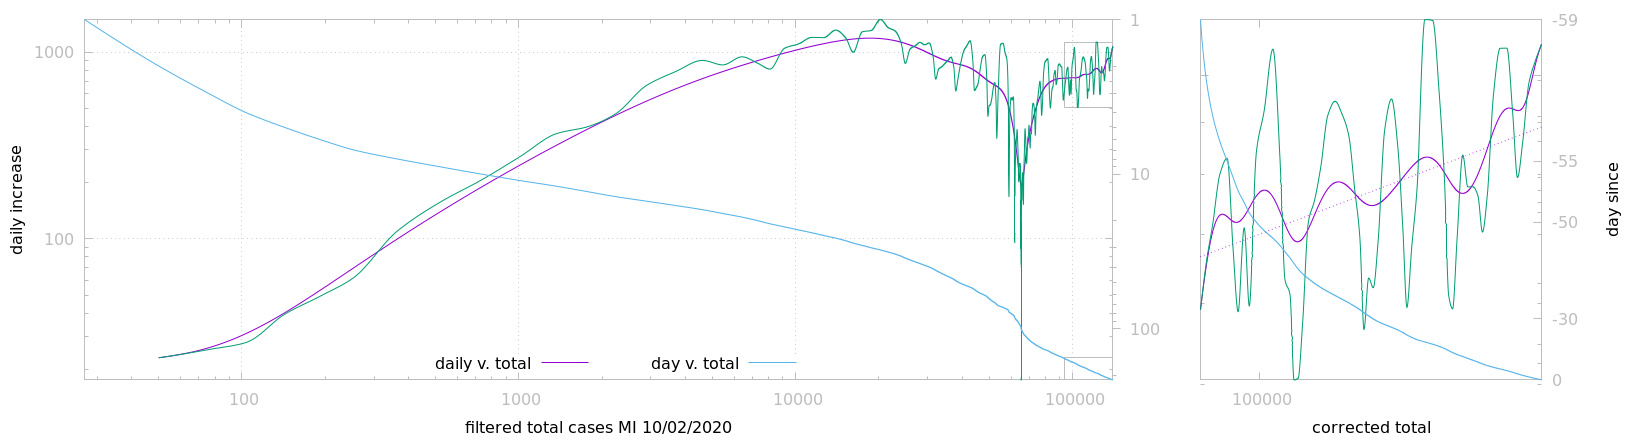 1000
100
daily increase
daily v. total
day v. total
100
1000
10000
100000
filtered total cases MI 10/02/2020
1
10
100
-59
-55
-50
-30
0
day since
100000
corrected total